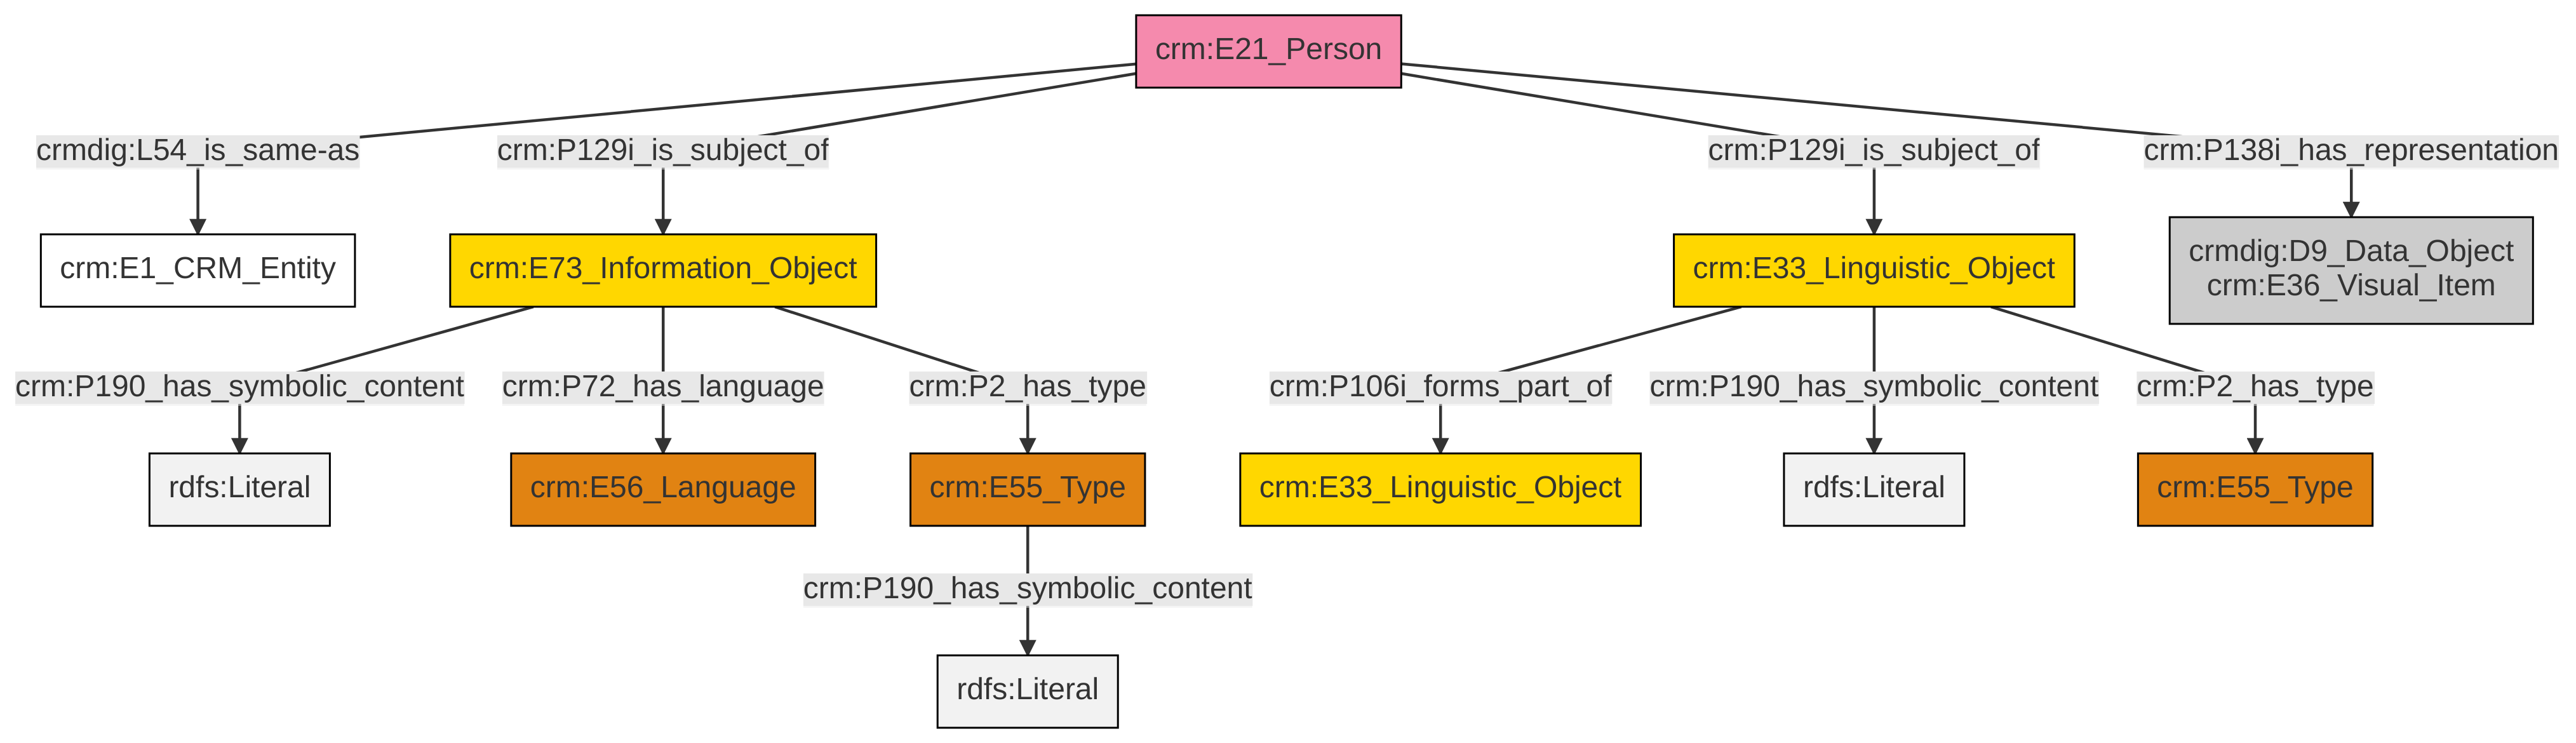 crm:E21_Person
crmdig:L54_is_same-as
crm:P129i_is_subject_of
crm:P129i_is_subject_of
crm:P138i_has_representation
crm:E1_CRM_Entity
crm:E73_Information_Object
crm:E33_Linguistic_Object
crmdig:D9_Data_Object
crm:E36_Visual_Item
crm:P190_has_symbolic_content
crm:P72_has_language
crm:P2_has_type
crm:P106i_forms_part_of
crm:P190_has_symbolic_content
crm:P2_has_type
rdfs:Literal
crm:E56_Language
crm:E55_Type
crm:E33_Linguistic_Object
rdfs:Literal
crm:E55_Type
crm:P190_has_symbolic_content
rdfs:Literal